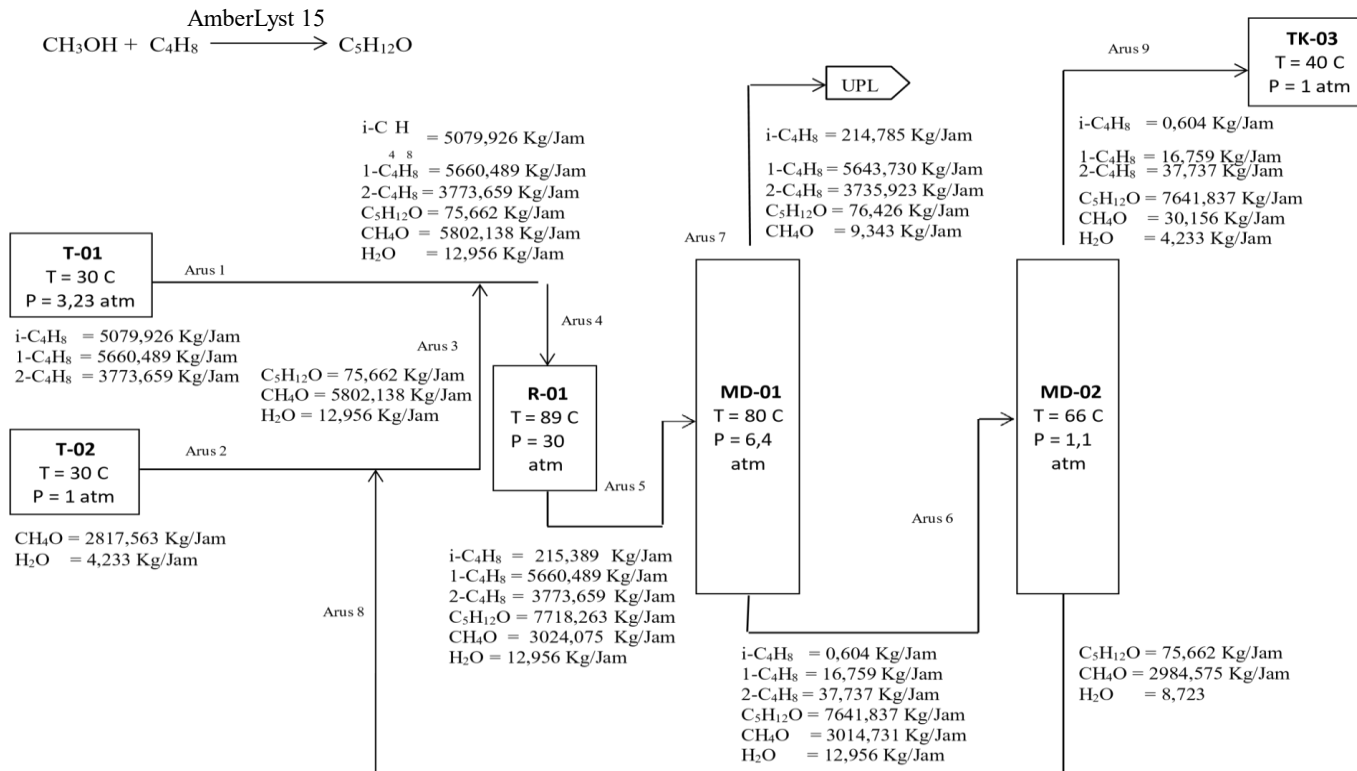 AmberLyst 15
CH₃OH + C₄H₈ ⟶ C₅H₁₂O
Arus 9
TK-03
T = 40 C
P = 1 atm
UPL
i-C H
4 8
= 5079,926 Kg/Jam
1-C₄H₈ = 5660,489 Kg/Jam
2-C₄H₈ = 3773,659 Kg/Jam
C₅H₁₂O = 75,662 Kg/Jam
CH₄O = 5802,138 Kg/Jam
H₂O = 12,956 Kg/Jam
i-C₄H₈ = 214,785 Kg/Jam
1-C₄H₈ = 5643,730 Kg/Jam
2-C₄H₈ = 3735,923 Kg/Jam
C₅H₁₂O = 76,426 Kg/Jam
CH₄O = 9,343 Kg/Jam
Arus 7
i-C₄H₈ = 0,604 Kg/Jam
1-C₄H₈ = 16,759 Kg/Jam
2-C₄H₈ = 37,737 Kg/Jam
C₅H₁₂O = 7641,837 Kg/Jam
CH₄O = 30,156 Kg/Jam
H₂O = 4,233 Kg/Jam
T-01
T = 30 C
P = 3,23 atm
Arus 1
i-C₄H₈ = 5079,926 Kg/Jam
1-C₄H₈ = 5660,489 Kg/Jam
2-C₄H₈ = 3773,659 Kg/Jam
Arus 3
Arus 4
C₅H₁₂O = 75,662 Kg/Jam
CH₄O = 5802,138 Kg/Jam
H₂O = 12,956 Kg/Jam
R-01
T = 89 C
P = 30
atm
MD-01
T = 80 C
P = 6,4
atm
MD-02
T = 66 C
P = 1,1
atm
T-02
T = 30 C
P = 1 atm
Arus 2
Arus 5
Arus 6
CH₄O = 2817,563 Kg/Jam
H₂O = 4,233 Kg/Jam
Arus 8
i-C₄H₈ = 215,389 Kg/Jam
1-C₄H₈ = 5660,489 Kg/Jam
2-C₄H₈ = 3773,659 Kg/Jam
C₅H₁₂O = 7718,263 Kg/Jam
CH₄O = 3024,075 Kg/Jam
H₂O = 12,956 Kg/Jam
i-C₄H₈ = 0,604 Kg/Jam
1-C₄H₈ = 16,759 Kg/Jam
2-C₄H₈ = 37,737 Kg/Jam
C₅H₁₂O = 7641,837 Kg/Jam
CH₄O = 3014,731 Kg/Jam
H₂O = 12,956 Kg/Jam
C₅H₁₂O = 75,662 Kg/Jam
CH₄O = 2984,575 Kg/Jam
H₂O = 8,723